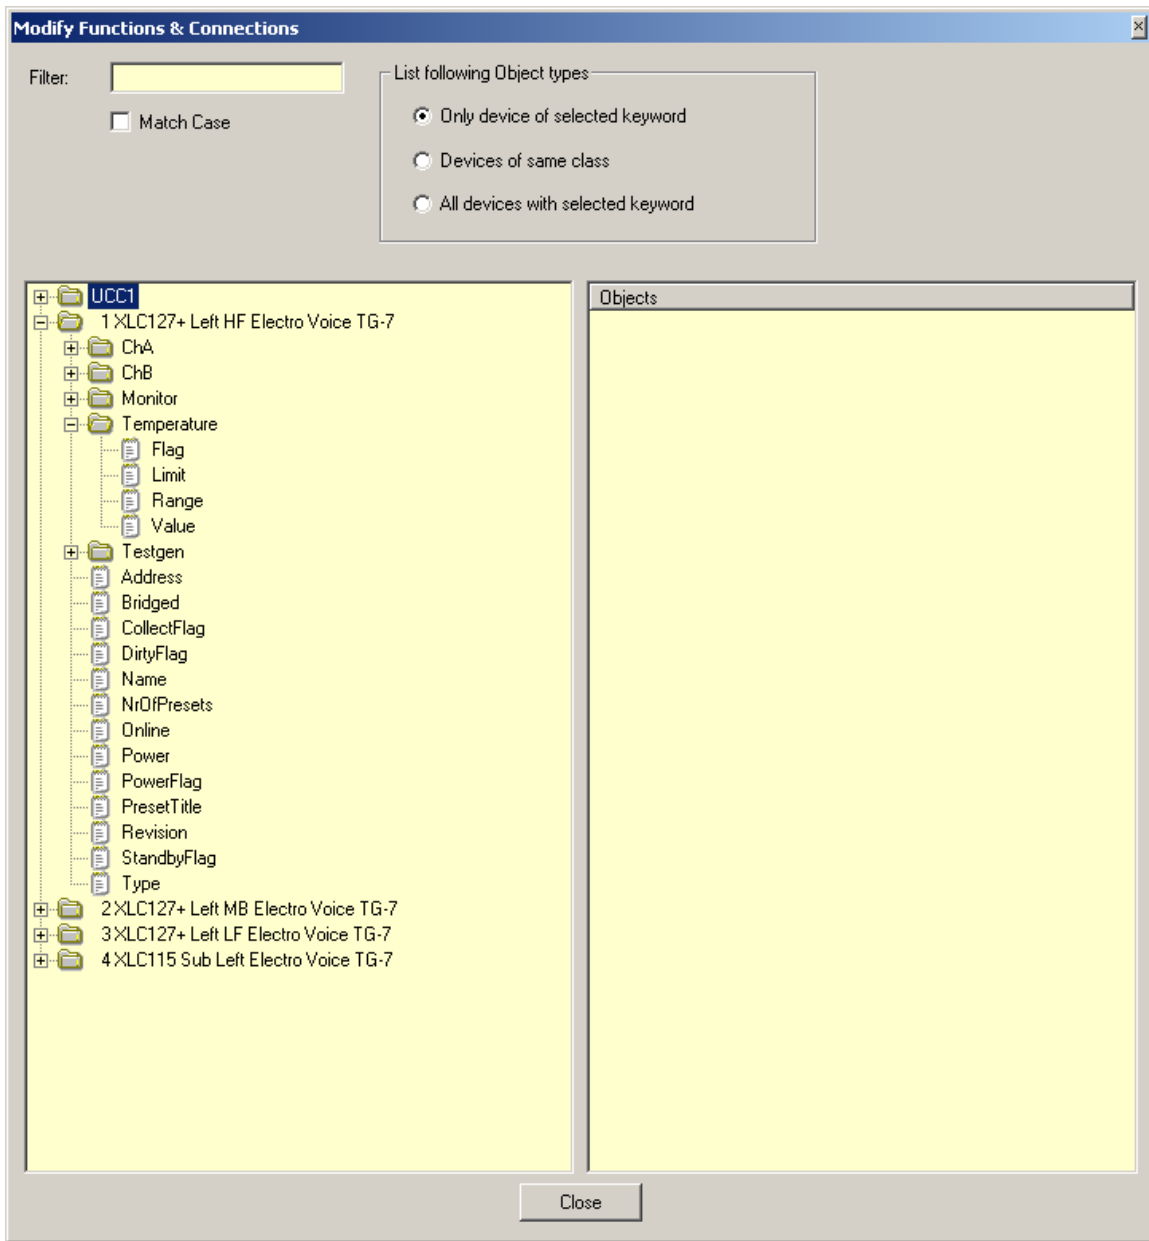 Modify Functions & Connections
Filter:
Match Case
List following Object types
Only device of selected keyword
Devices of same class
All devices with selected keyword
UCC1
1 XLC127+ Left HF Electro Voice TG-7
ChA
ChB
Monitor
Temperature
Flag
Limit
Range
Value
Testgen
Address
Bridged
CollectFlag
DirtyFlag
Name
NrOfPresets
Online
Power
PowerFlag
PresetTitle
Revision
StandbyFlag
Type
2 XLC127+ Left MB Electro Voice TG-7
3 XLC127+ Left LF Electro Voice TG-7
4 XLC115 Sub Left Electro Voice TG-7
Objects
Close